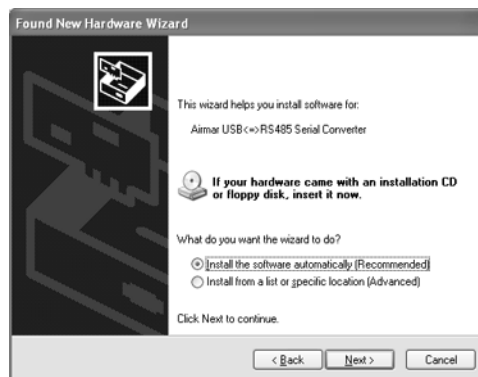 Found New Hardware Wizard
This wizard helps you install software for:
Airmar USB<=>RS485 Serial Converter
If your hardware came with an installation CD
or floppy disk, insert it now.
What do you want the wizard to do?
Install the software automatically (Recommended)
Install from a list or specific location (Advanced)
Click Next to continue.
< Back Next > Cancel